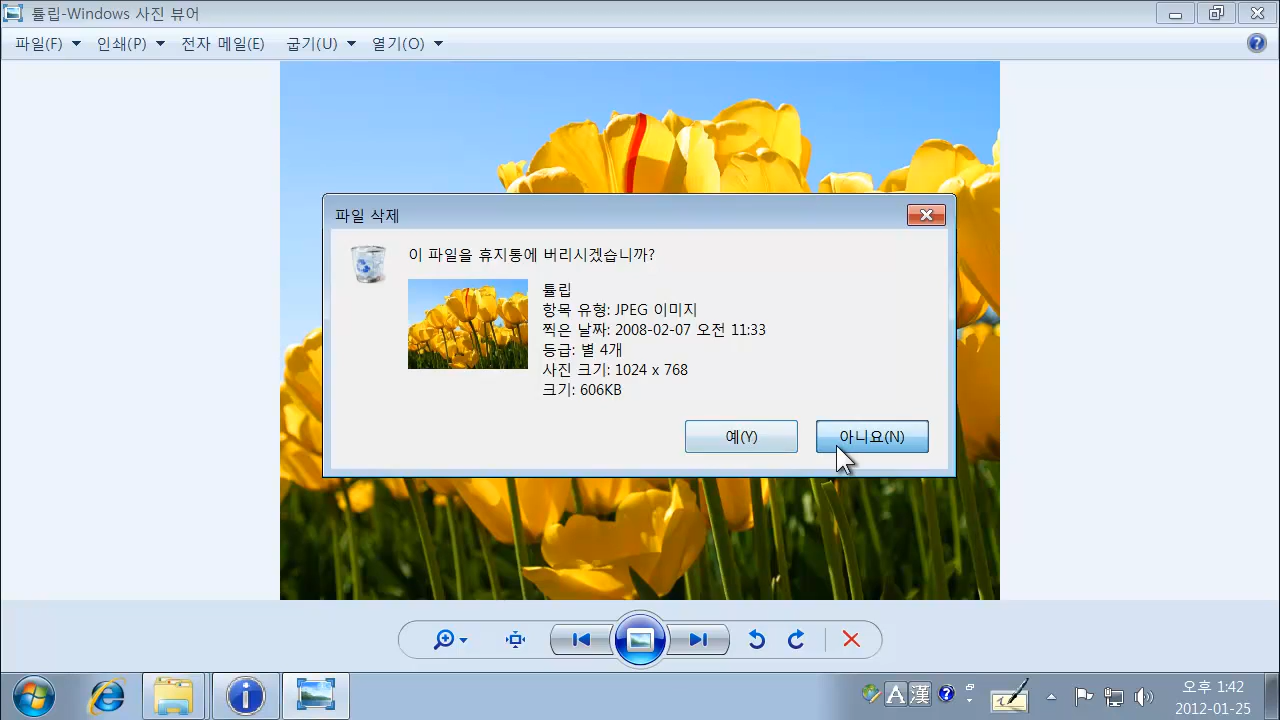 튤립-Windows 사진 뷰어
파일(F) 인쇄(P) 전자 메일(E) 굽기(U) 열기(O)
파일 삭제
이 파일을 휴지통에 버리시겠습니까?
튤립
항목 유형: JPEG 이미지
찍은 날짜: 2008-02-07 오전 11:33
등급: 별 4개
사진 크기: 1024 x 768
크기: 606KB
예(Y) 아니요(N)
A 漢
오후 1:42
2012-01-25